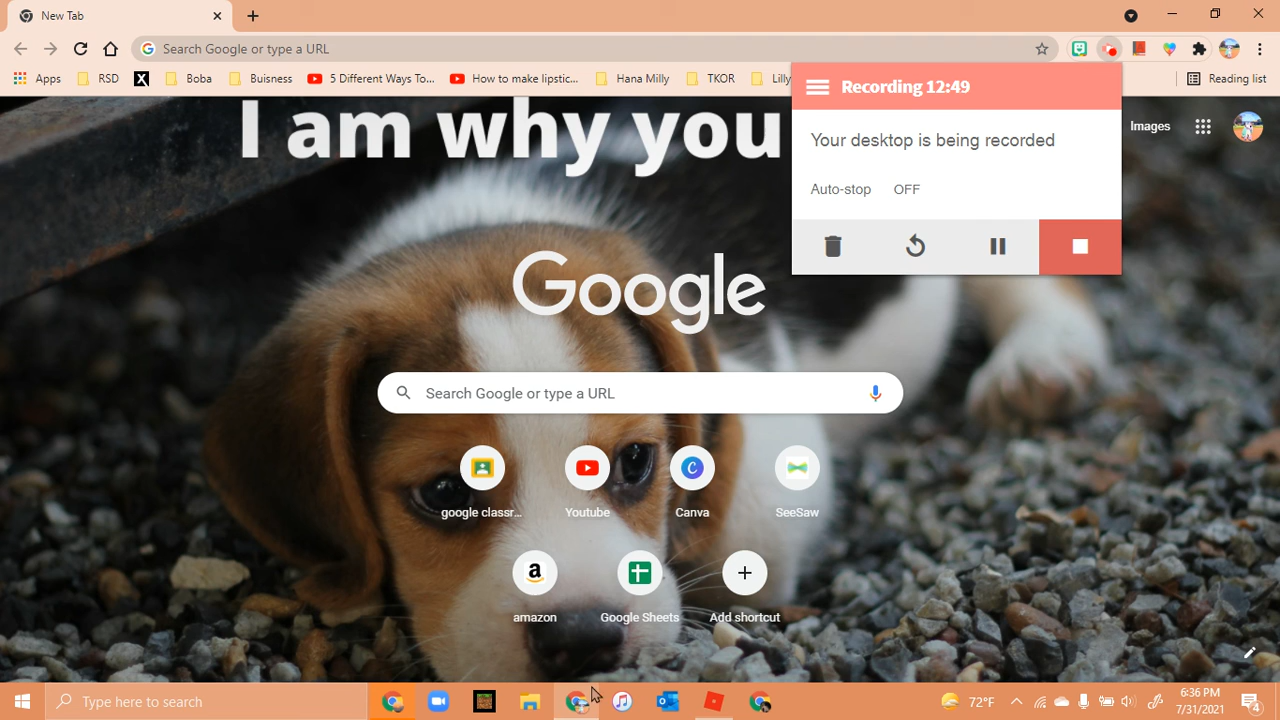 New Tab
Search Google or type a URL
Apps RSD X Boba Buisness 5 Different Ways To... How to make lipstic... Hana Milly TKOR Lilly Reading list
Recording 12:49
I am why you
Images
Your desktop is being recorded
Auto-stop OFF
Google
Search Google or type a URL
google classr... Youtube Canva SeeSaw
a
amazon Google Sheets Add shortcut
Type here to search
72°F
6:36 PM
7/31/2021
4